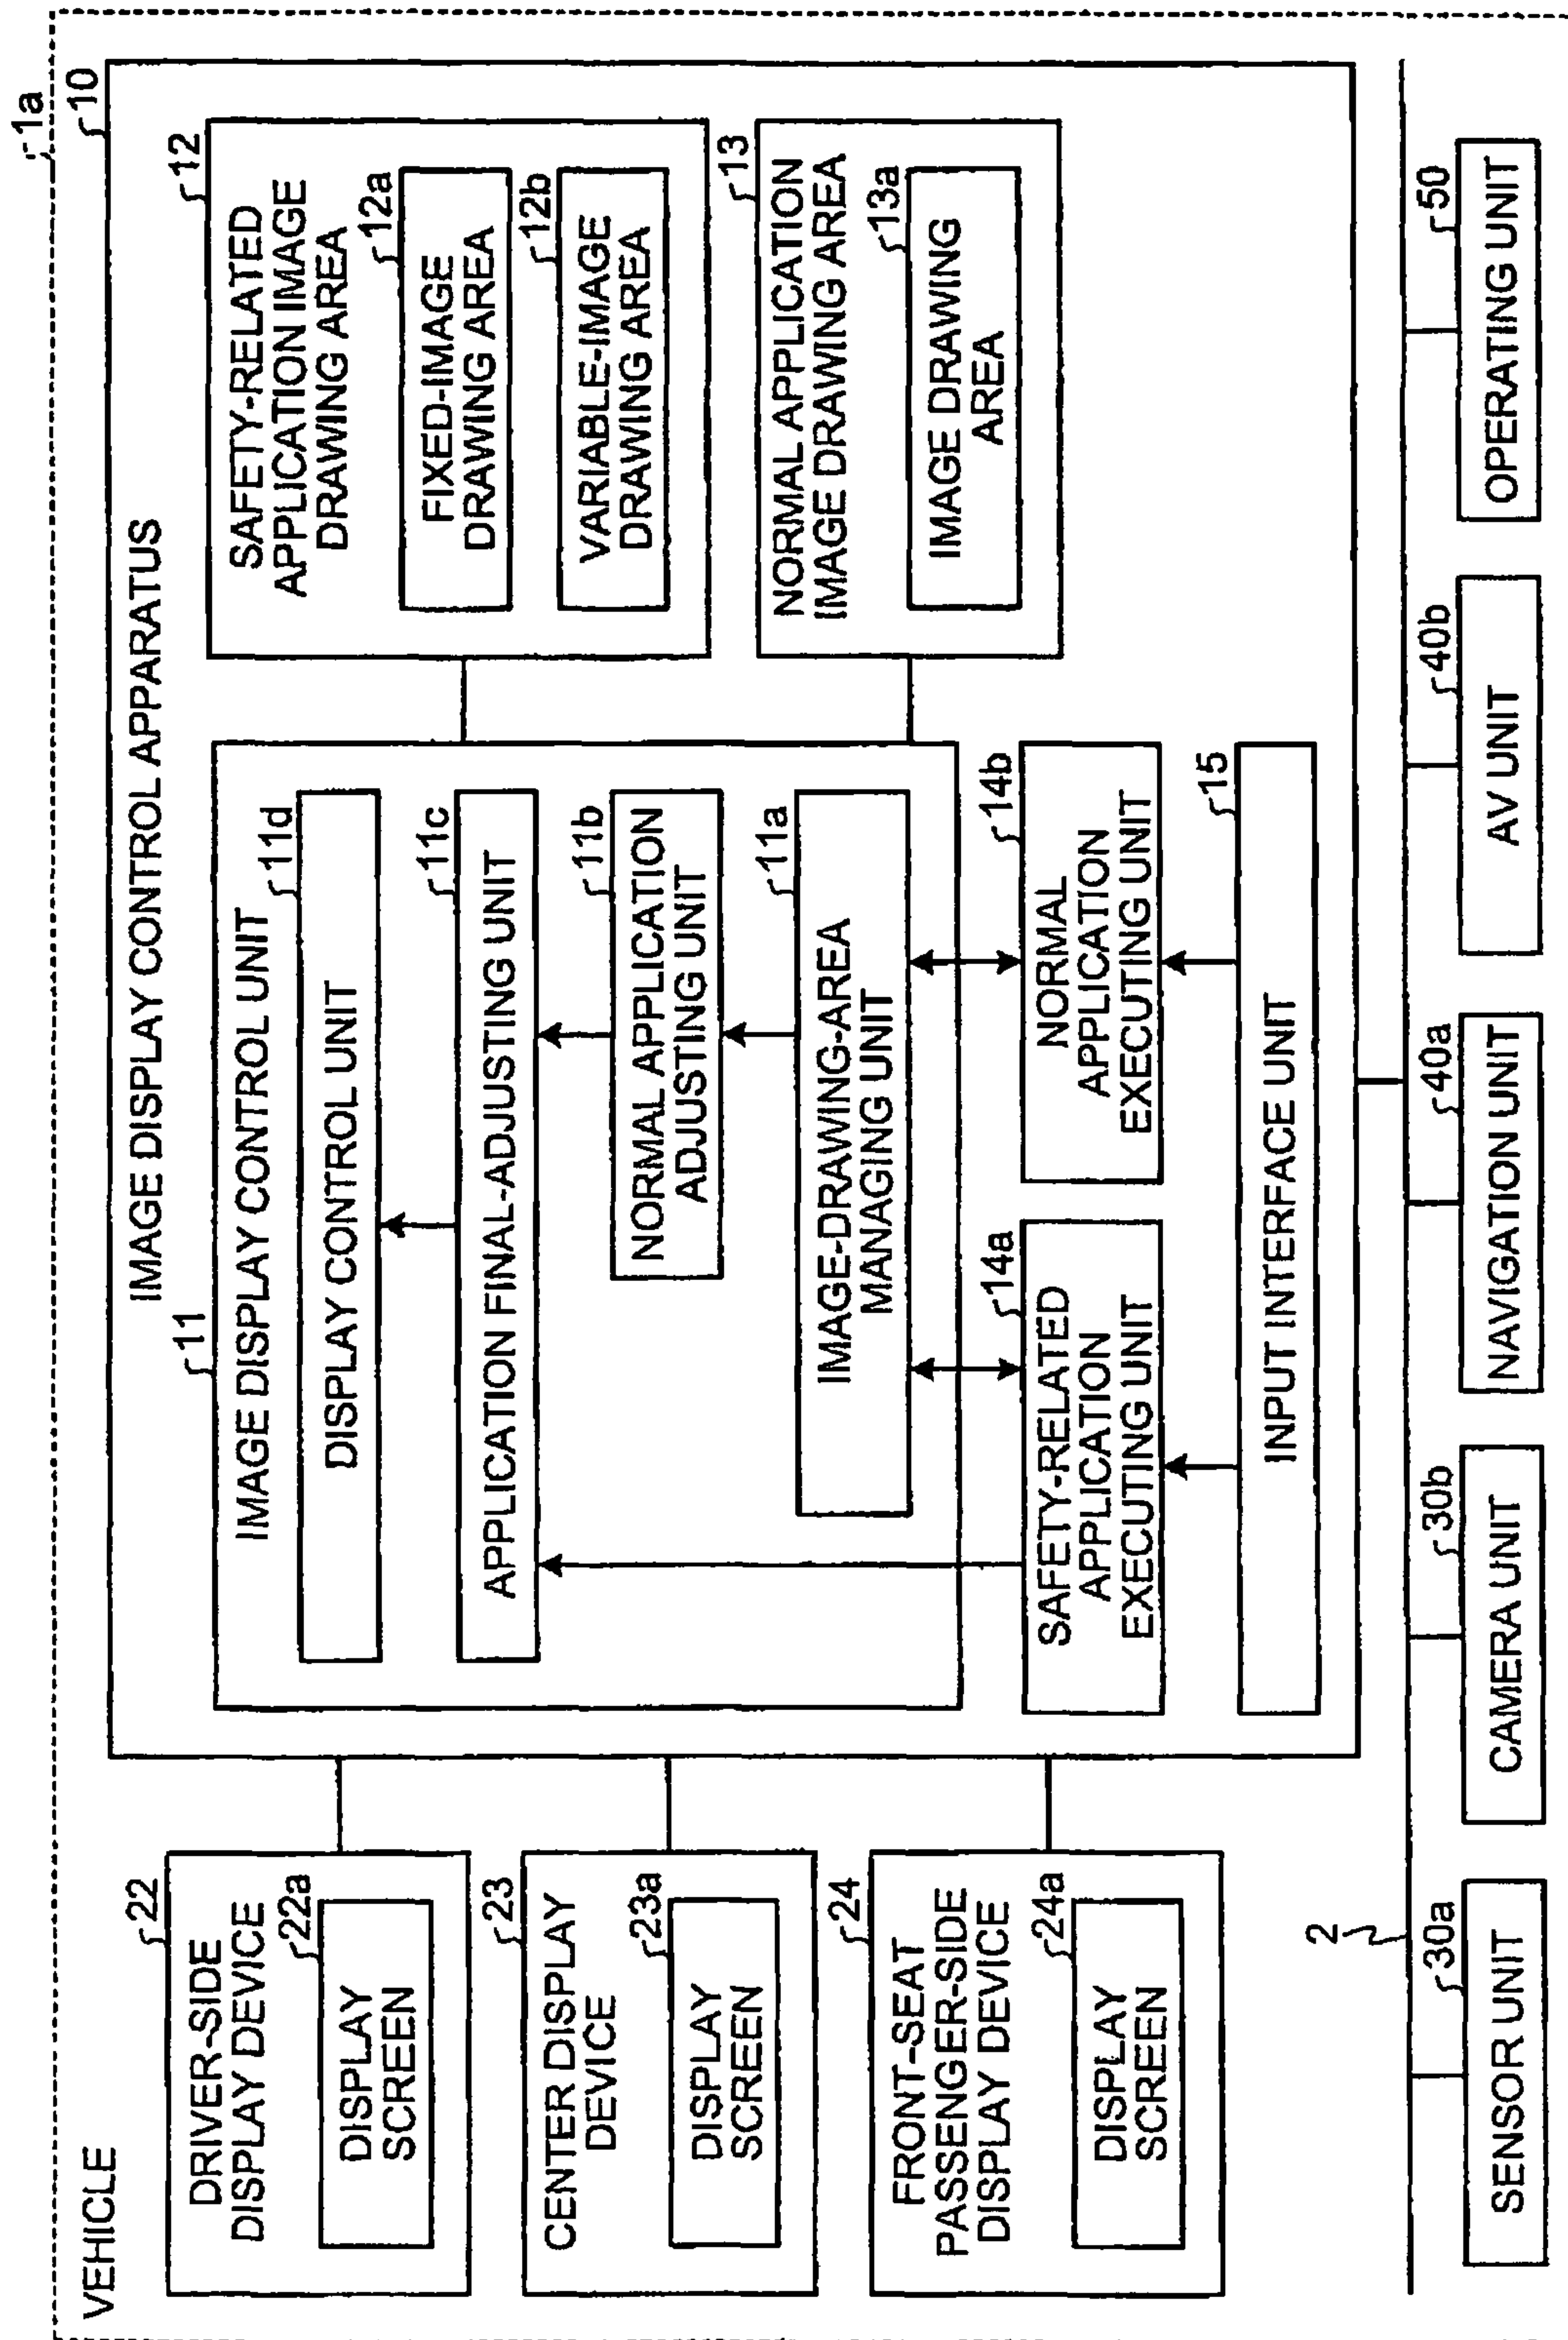 1a
VEHICLE
10
IMAGE DISPLAY CONTROL APPARATUS
22
DRIVER-SIDE
DISPLAY DEVICE
22a
DISPLAY
SCREEN
23
CENTER DISPLAY
DEVICE
23a
DISPLAY
SCREEN
24
FRONT-SEAT
PASSENGER-SIDE
DISPLAY DEVICE
24a
DISPLAY
SCREEN
11
IMAGE DISPLAY CONTROL UNIT
11d
DISPLAY CONTROL UNIT
11c
APPLICATION FINAL-ADJUSTING UNIT
11b
NORMAL APPLICATION
ADJUSTING UNIT
11a
IMAGE-DRAWING-AREA
MANAGING UNIT
14a
SAFETY-RELATED
APPLICATION
EXECUTING UNIT
14b
NORMAL
APPLICATION
EXECUTING UNIT
15
INPUT INTERFACE UNIT
12
SAFETY-RELATED
APPLICATION IMAGE
DRAWING AREA
12a
FIXED-IMAGE
DRAWING AREA
12b
VARIABLE-IMAGE
DRAWING AREA
13
NORMAL APPLICATION
IMAGE DRAWING AREA
13a
IMAGE DRAWING
AREA
2
30a
SENSOR UNIT
30b
CAMERA UNIT
40a
NAVIGATION UNIT
40b
AV UNIT
50
OPERATING UNIT